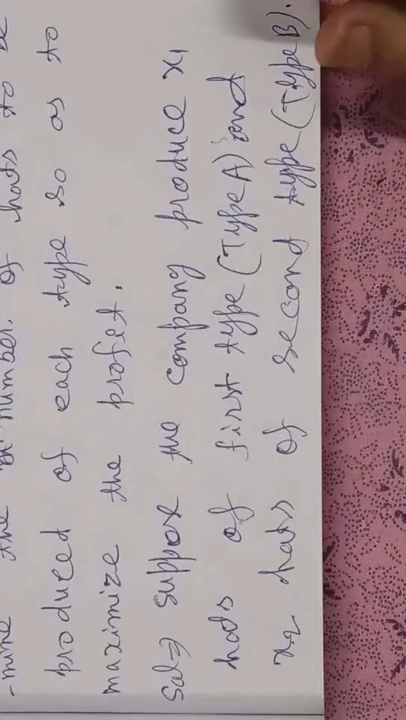 -mine the number of hats to be
produced of each type so as to
maximize the profit.
Sol⇒ suppose the company produce x₁
hats of first type (Type A) and
x₂ hats of second type (Type B).